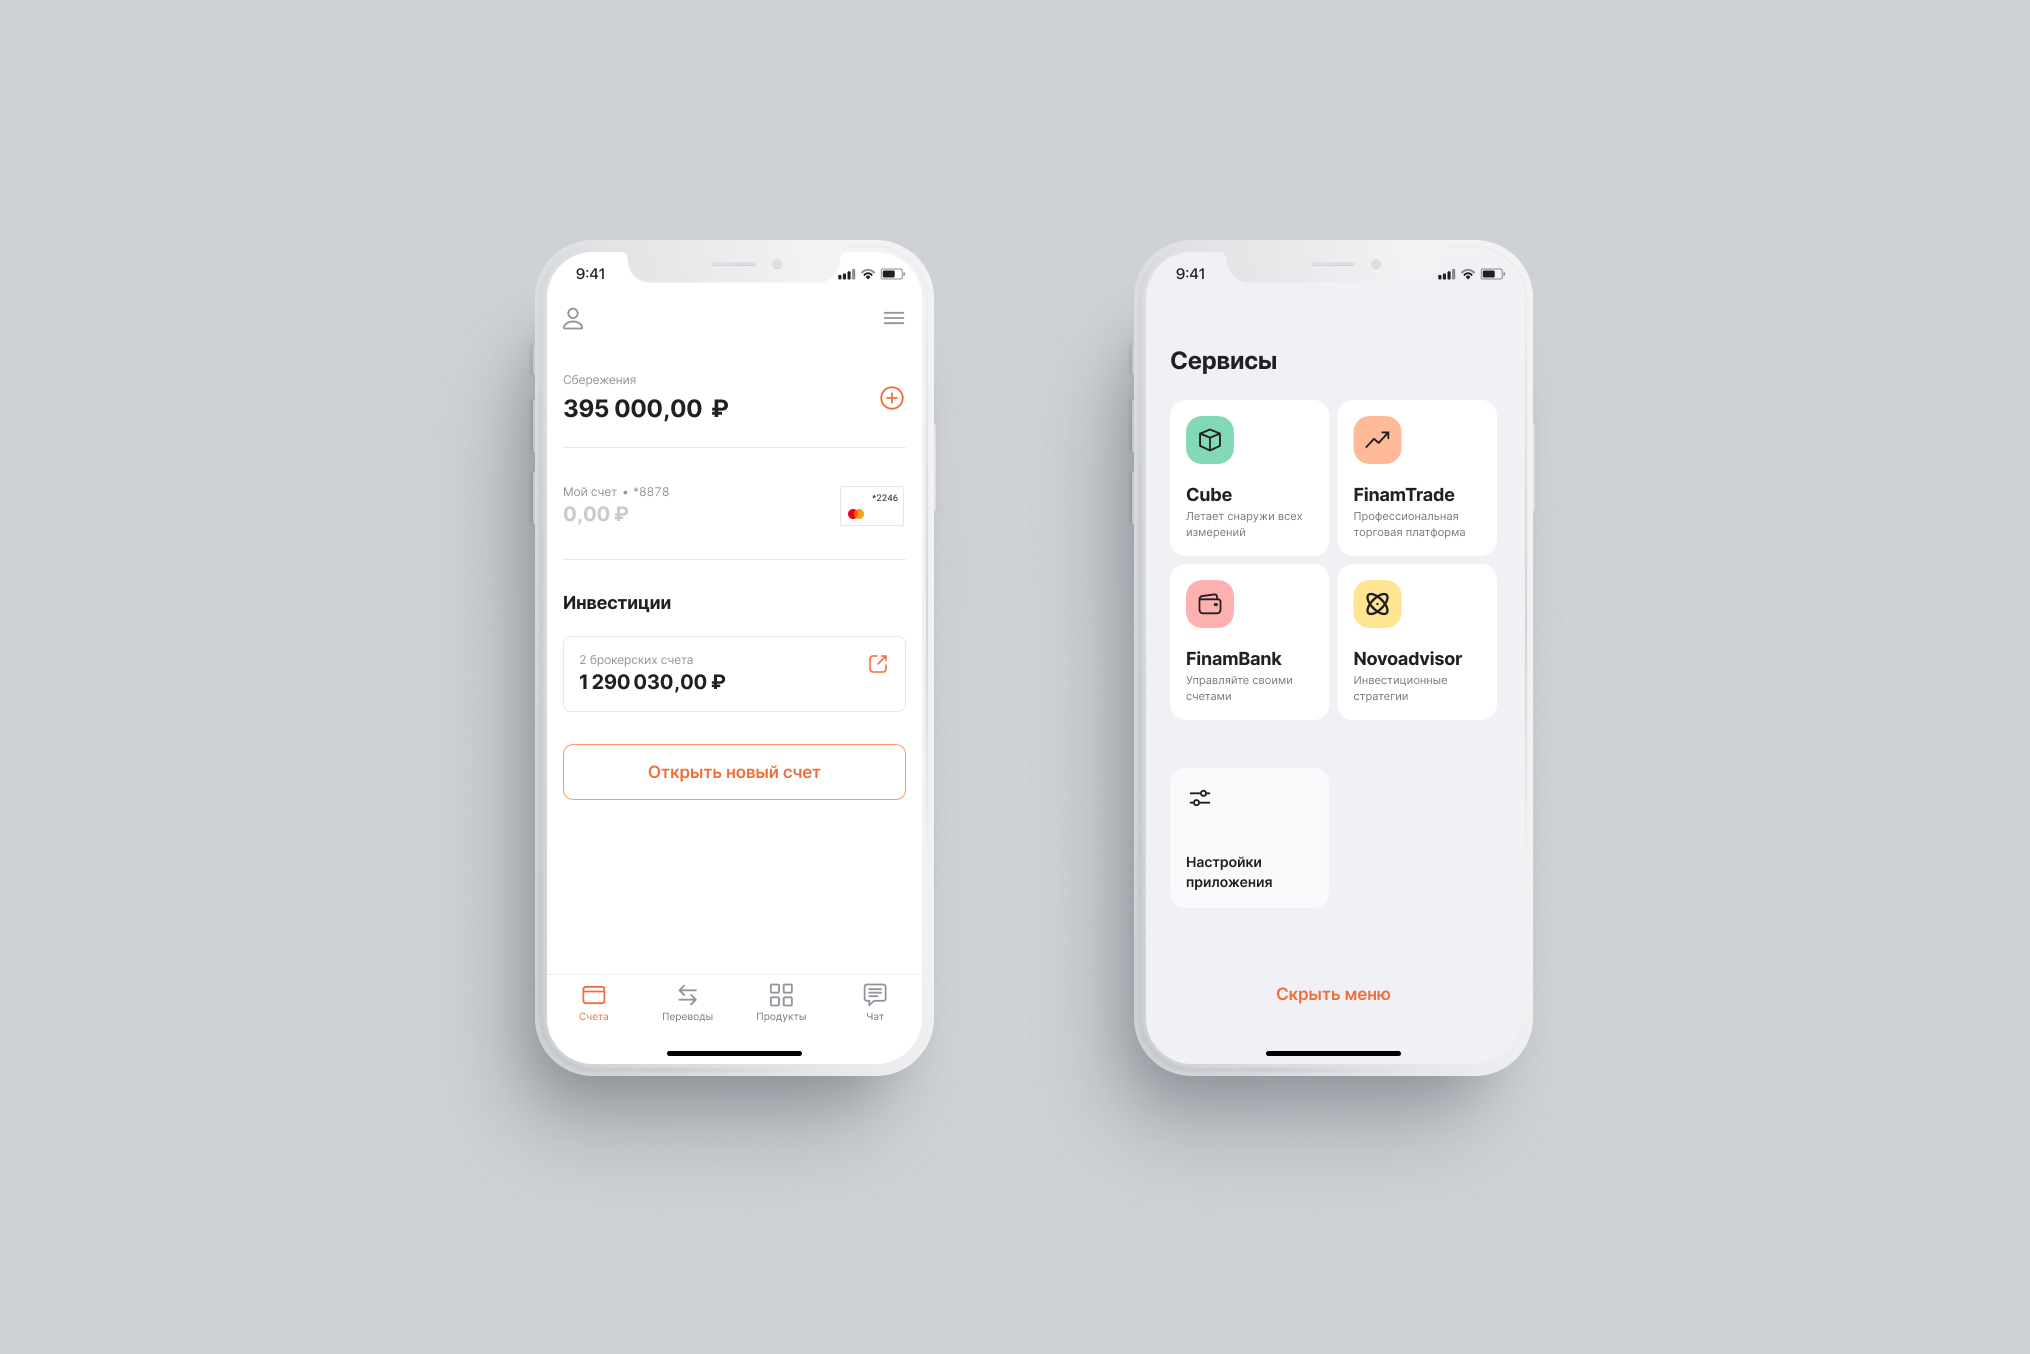 9:41
Сбережения
395 000,00 ₽
Мой счет • *8878
0,00 ₽
*2246
Инвестиции
2 брокерских счета
1 290 030,00 ₽
Открыть новый счет
Счета
Переводы
Продукты
Чат
9:41
Сервисы
Cube
Летает снаружи всех
измерений
FinamTrade
Профессиональная
торговая платформа
FinamBank
Управляйте своими
счетами
Novoadvisor
Инвестиционные
стратегии
Настройки
приложения
Скрыть меню